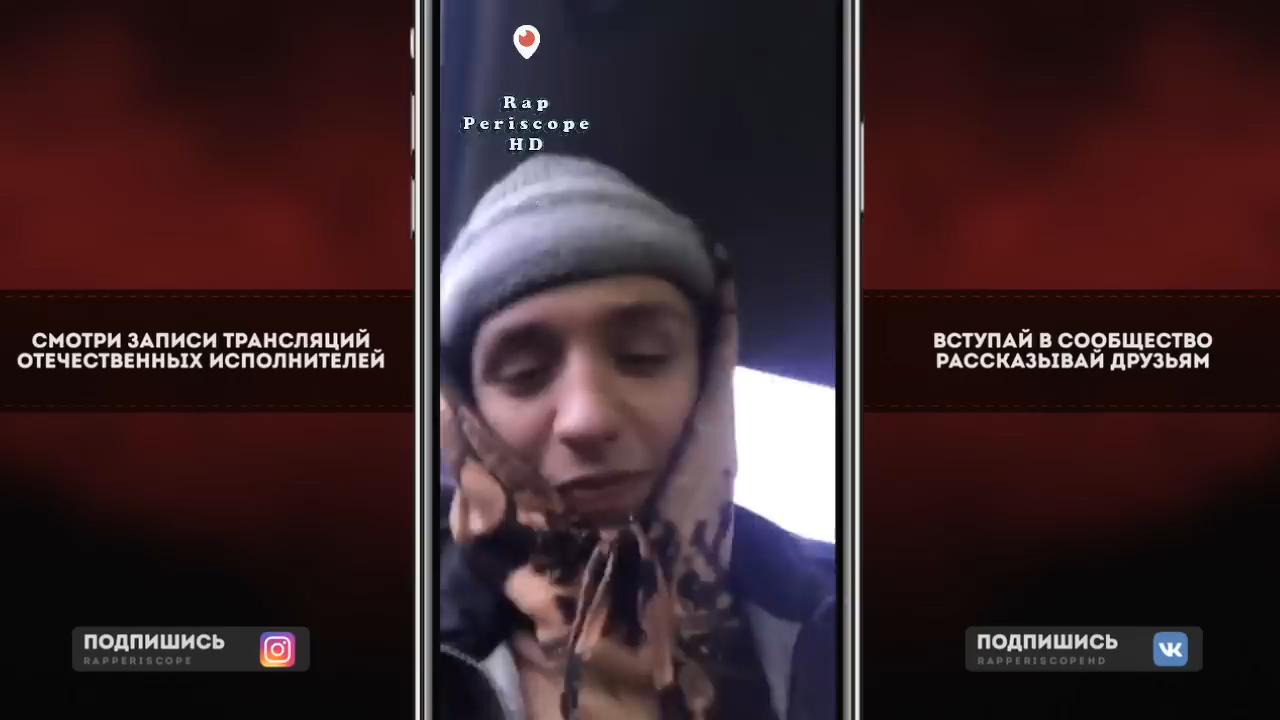 Rap
Periscope
HD
СМОТРИ ЗАПИСИ ТРАНСЛЯЦИЙ
ОТЕЧЕСТВЕННЫХ ИСПОЛНИТЕЛЕЙ
ВСТУПАЙ В СООБЩЕСТВО
РАССКАЗЫВАЙ ДРУЗЬЯМ
ПОДПИШИСЬ
RAPPERISCOPE
ПОДПИШИСЬ
RAPPERISCOPEHD